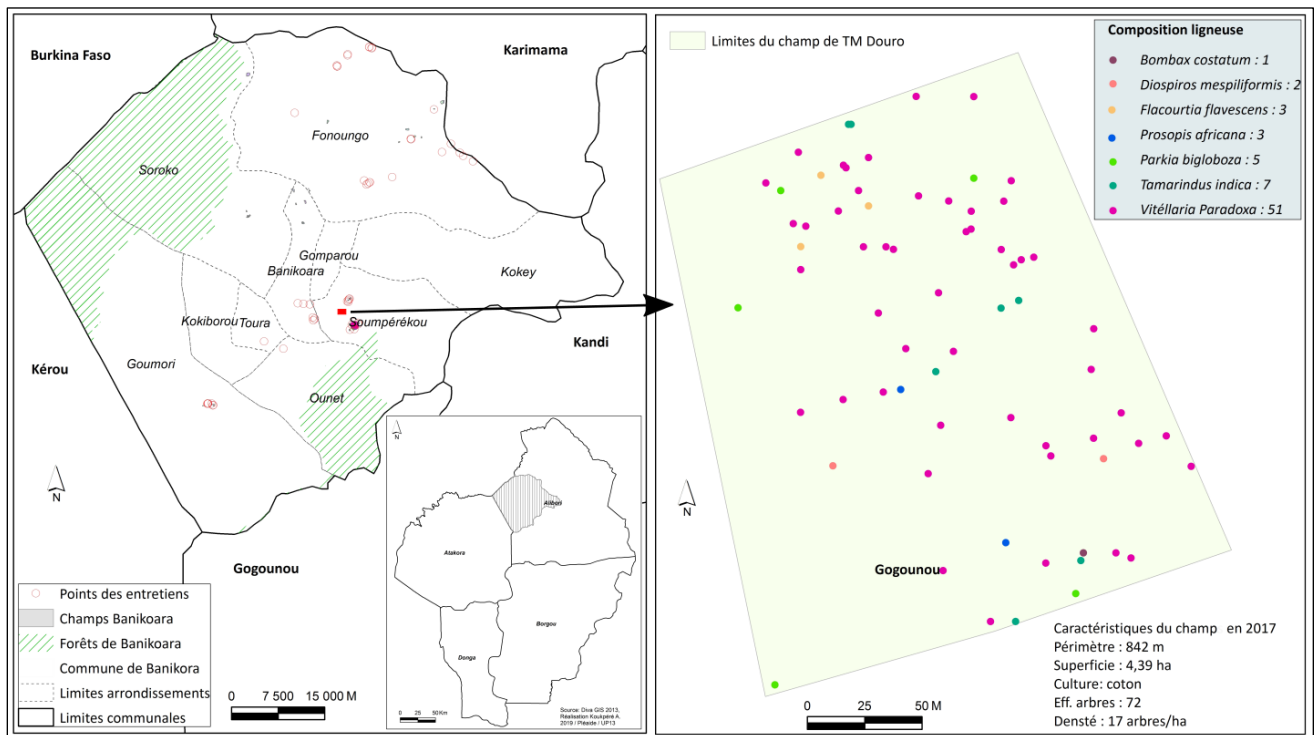 Burkina Faso
Karimama
Fonoungo
Soroko
Gomparou
Banikoara
Kokey
Kokiborou
Toura
Soumpérékou
Kandi
Kérou
Goumori
Ounet
N
Gogounou
Points des entretiens
Champs Banikoara
Forêts de Banikoara
Commune de Banikora
Limites arrondissements
Limites communales
0 7 500 15 000 M
N
Alibori
Atakora
Borgou
Donga
0 25 50 Km
Source: Diva GIS 2013,
Réalisation Koukpéré A.
2019 / Pléiade / UP13
Limites du champ de TM Douro
Composition ligneuse
Bombax costatum : 1
Diospiros mespiliformis : 2
Flacourtia flavescens : 3
Prosopis africana : 3
Parkia bigloboza : 5
Tamarindus indica : 7
Vitéllaria Paradoxa : 51
N
Gogounou
Caractéristiques du champ en 2017
Périmètre : 842 m
Superficie : 4,39 ha
Culture: coton
Eff. arbres : 72
Densté : 17 arbres/ha
0 25 50 M